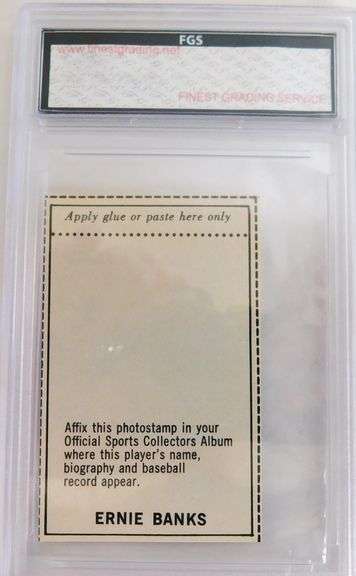 FGS
www.finestgrading.net
FINEST GRADING SERVICE
Apply glue or paste here only
Affix this photostamp in your
Official Sports Collectors Album
where this player's name,
biography and baseball
record appear.
ERNIE BANKS